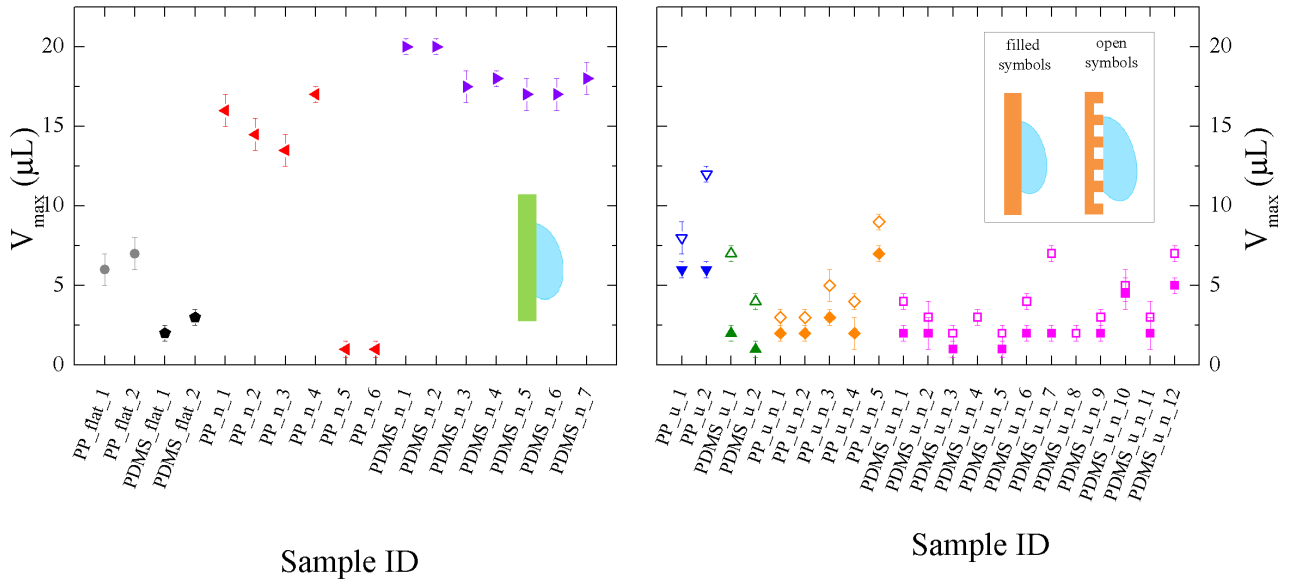 V_max (μL)
20
15
10
5
0
PP_flat_1
PP_flat_2
PDMS_flat_1
PDMS_flat_2
PP_n_1
PP_n_2
PP_n_3
PP_n_4
PP_n_5
PP_n_6
PDMS_n_1
PDMS_n_2
PDMS_n_3
PDMS_n_4
PDMS_n_5
PDMS_n_6
PDMS_n_7
Sample ID
filled open
symbols symbols
20
15
10
5
0
V_max (μL)
PP_u_1
PP_u_2
PDMS_u_1
PDMS_u_2
PP_u_n_1
PP_u_n_2
PP_u_n_3
PP_u_n_4
PP_u_n_5
PDMS_u_n_1
PDMS_u_n_2
PDMS_u_n_3
PDMS_u_n_4
PDMS_u_n_5
PDMS_u_n_6
PDMS_u_n_7
PDMS_u_n_8
PDMS_u_n_9
PDMS_u_n_10
PDMS_u_n_11
PDMS_u_n_12
Sample ID